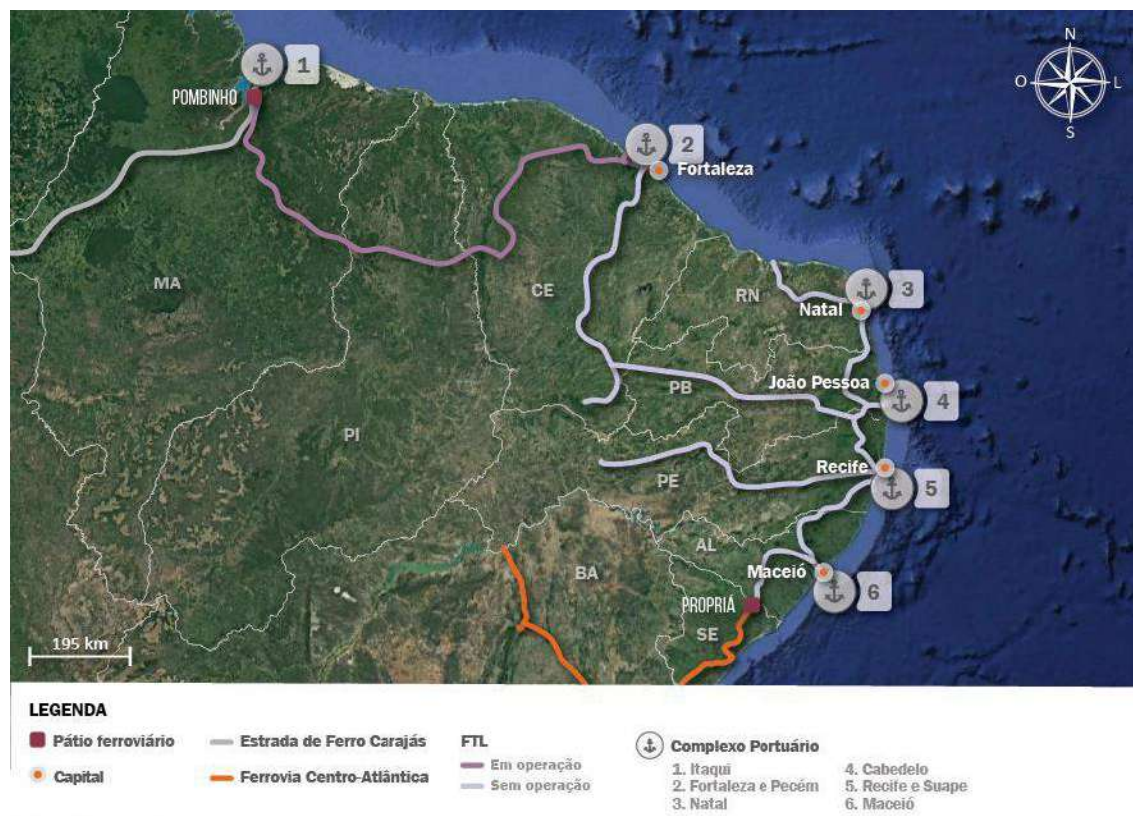 N
O
L
S
1
POMBINHO
2
Fortaleza
MA
CE
RN
3
Natal
João Pessoa
PB
4
PI
Recife
PE
5
AL
BA
Maceió
6
PROPRIÁ
SE
195 km
LEGENDA
Pátio ferroviário
Capital
Estrada de Ferro Carajás
Ferrovia Centro-Atlântica
FTL
Em operação
Sem operação
Complexo Portuário
1. Itaqui
2. Fortaleza e Pecém
3. Natal
4. Cabedelo
5. Recife e Suape
6. Maceió